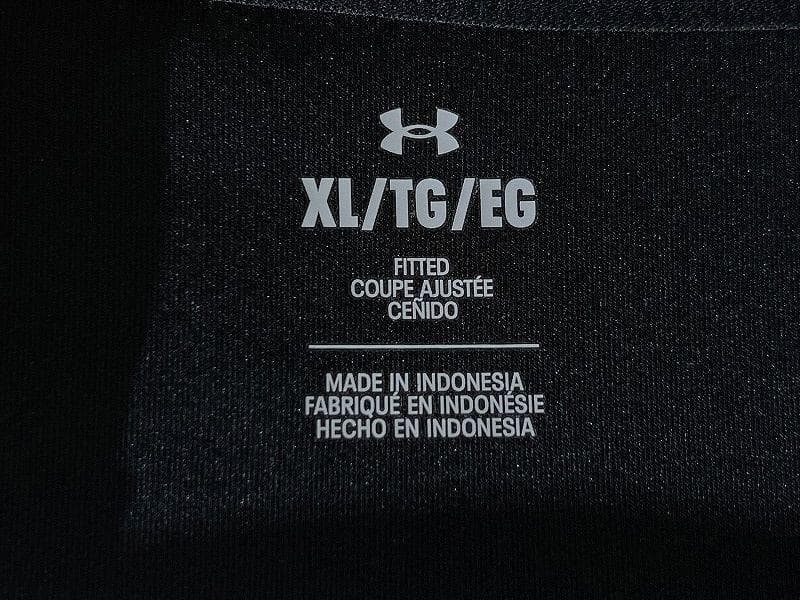 XL/TG/EG
FITTED
COUPE AJUSTÉE
CEÑIDO
MADE IN INDONESIA
FABRIQUÉ EN INDONÉSIE
HECHO EN INDONESIA